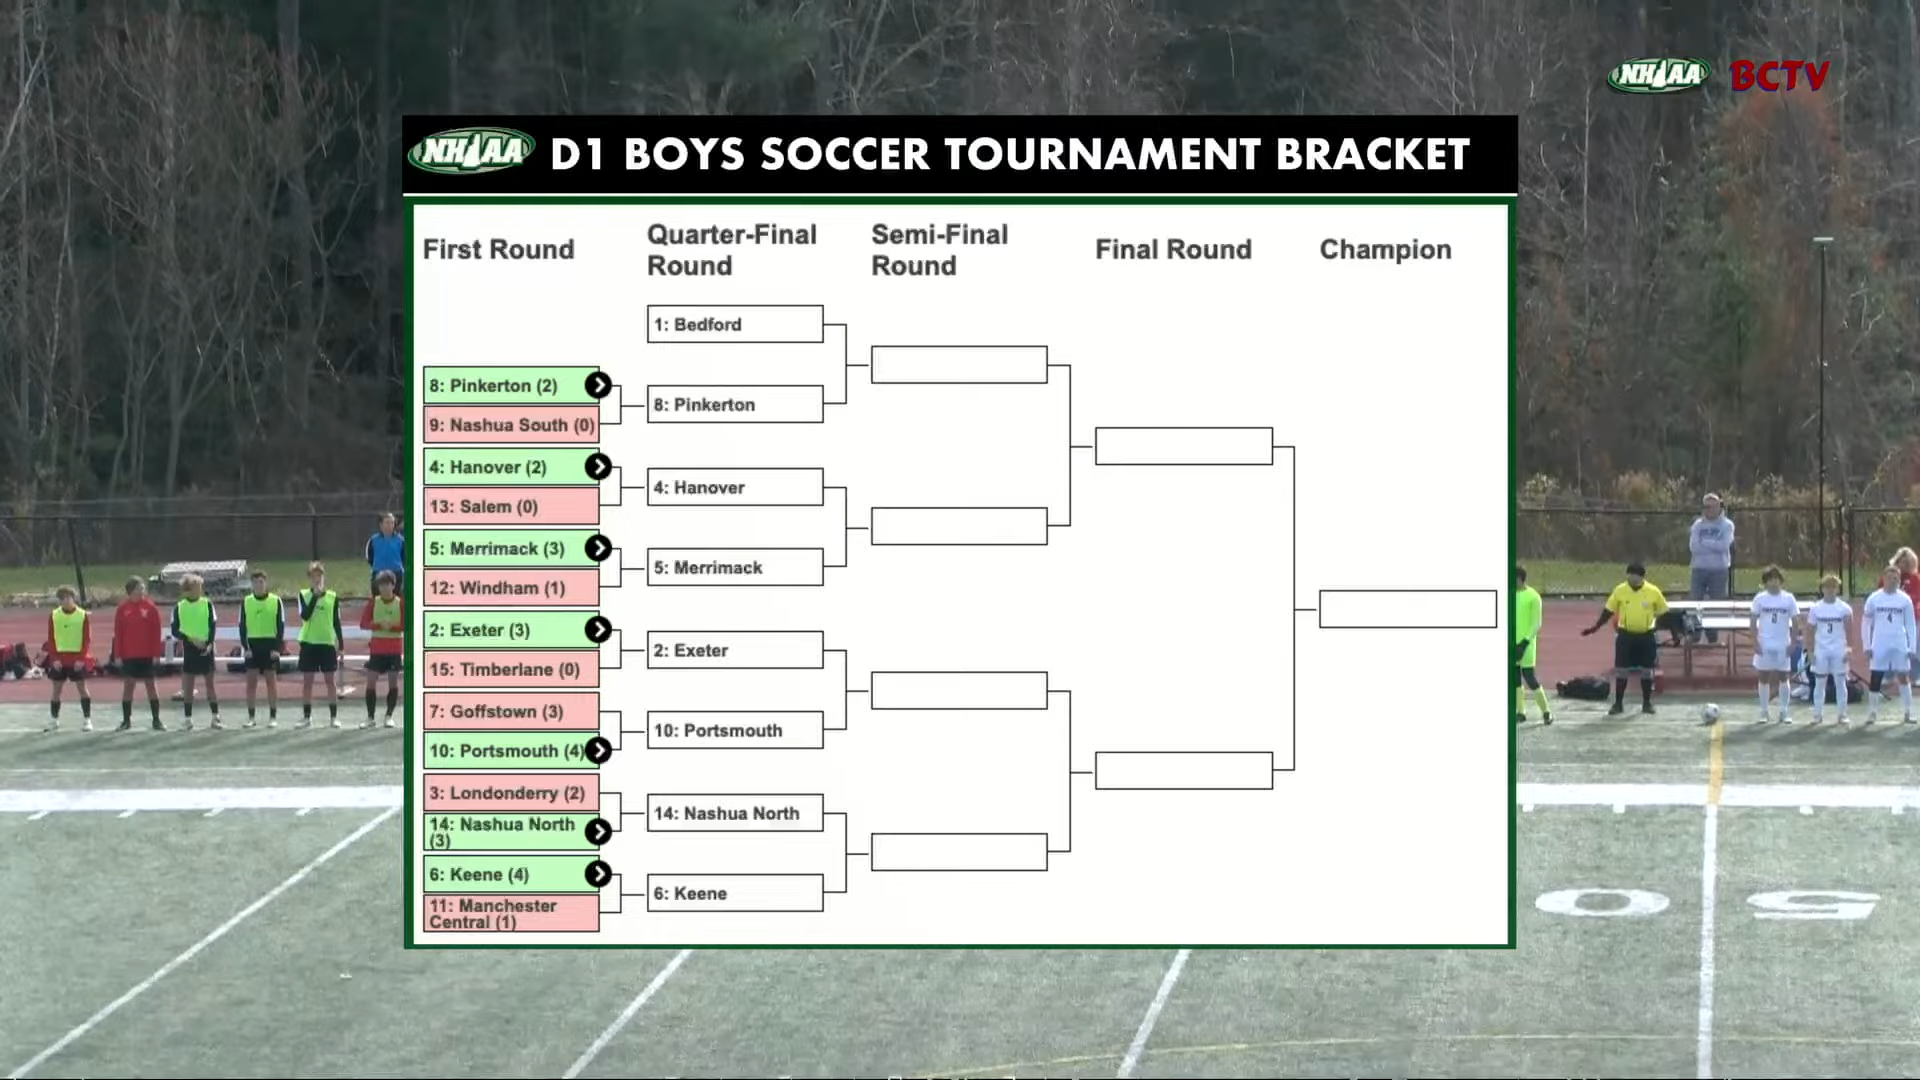 NHIAA BCTV
NHIAA D1 BOYS SOCCER TOURNAMENT BRACKET
First Round
Quarter-Final
Round
Semi-Final
Round
Final Round
Champion
1: Bedford
8: Pinkerton (2)
9: Nashua South (0)
8: Pinkerton
4: Hanover (2)
13: Salem (0)
4: Hanover
5: Merrimack (3)
12: Windham (1)
5: Merrimack
2: Exeter (3)
15: Timberlane (0)
2: Exeter
7: Goffstown (3)
10: Portsmouth (4)
10: Portsmouth
3: Londonderry (2)
14: Nashua North
(3)
14: Nashua North
6: Keene (4)
11: Manchester
Central (1)
6: Keene
3
4
50